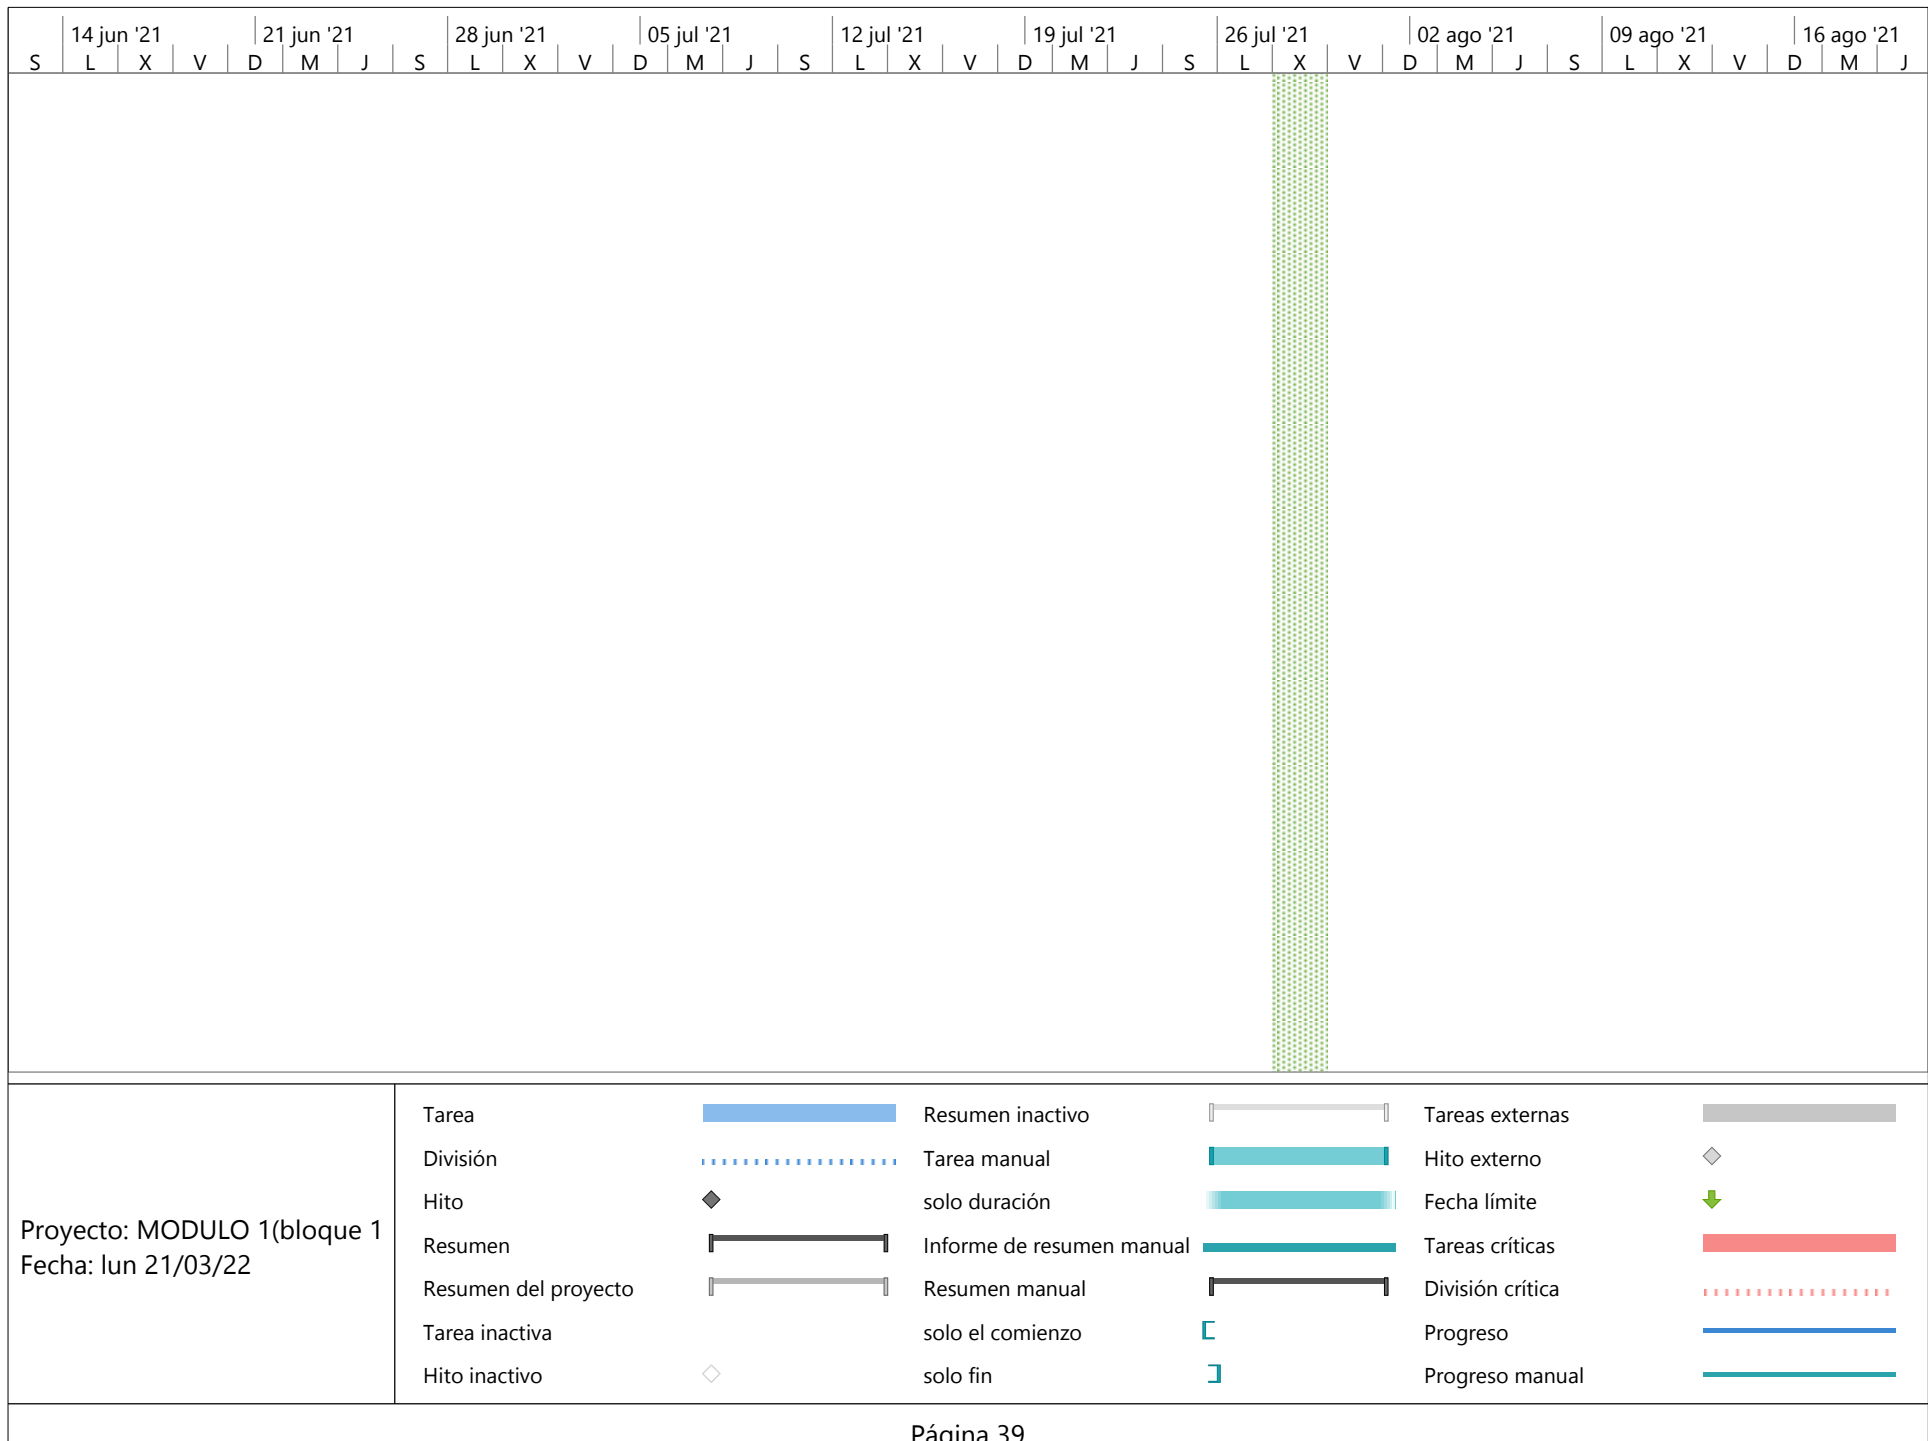 14 jun '21 21 jun '21 28 jun '21 05 jul '21 12 jul '21 19 jul '21 26 jul '21 02 ago '21 09 ago '21 16 ago '21
S L X V D M J S L X V D M J S L X V D M J S L X V D M J S L X V D M J
Proyecto: MODULO 1(bloque 1
Fecha: lun 21/03/22
Tarea
División
Hito
Resumen
Resumen del proyecto
Tarea inactiva
Hito inactivo
Resumen inactivo
Tarea manual
solo duración
Informe de resumen manual
Resumen manual
solo el comienzo
solo fin
Tareas externas
Hito externo
Fecha límite
Tareas críticas
División crítica
Progreso
Progreso manual
Página 39